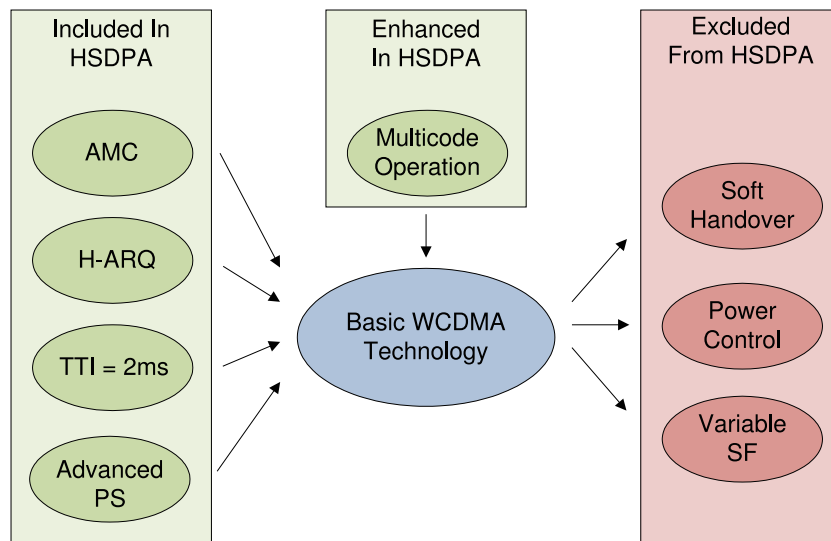 Included In
HSDPA
AMC
H-ARQ
TTI = 2ms
Advanced
PS
Enhanced
In HSDPA
Multicode
Operation
Basic WCDMA
Technology
Excluded
From HSDPA
Soft
Handover
Power
Control
Variable
SF